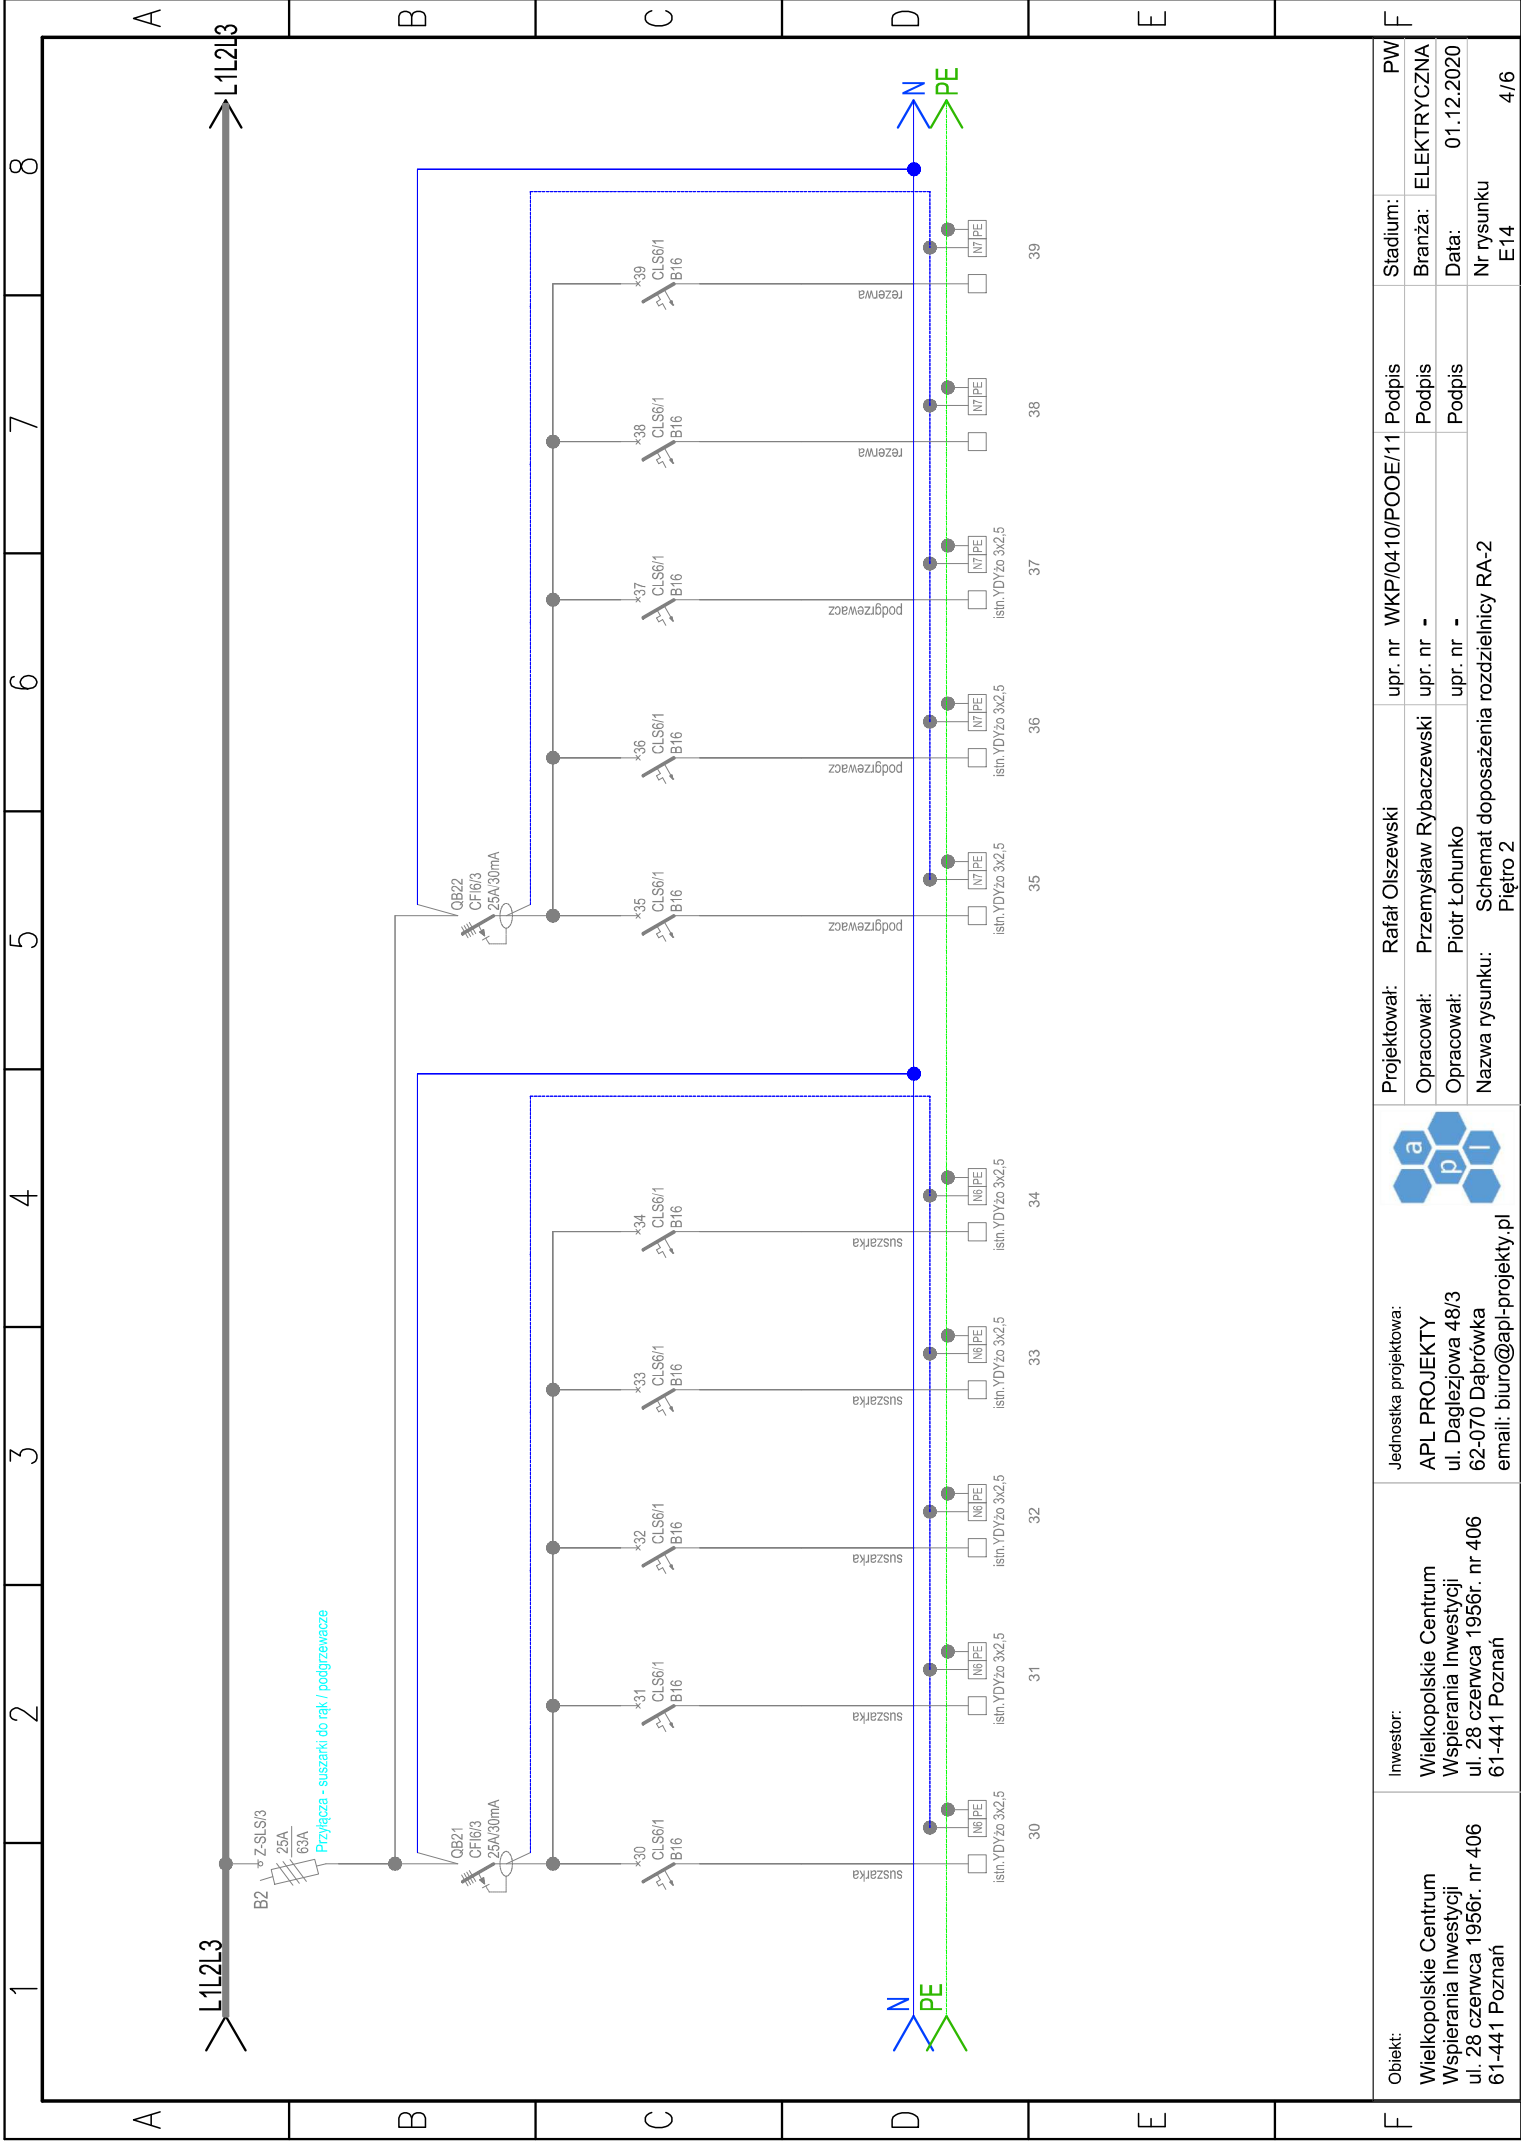 1
2
3
4
5
6
7
8
A
A
B
B
C
C
D
D
E
E
F
F
L1L2L3
L1L2L3
B2
Z-SLS/3
25A
63A
Przyłącza - suszarki do rąk / podgrzewacze
QB21
CFI6/3
25A/30mA
QB22
CFI6/3
25A/30mA
30
CLS6/1
B16
31
CLS6/1
B16
32
CLS6/1
B16
33
CLS6/1
B16
34
CLS6/1
B16
35
CLS6/1
B16
36
CLS6/1
B16
37
CLS6/1
B16
38
CLS6/1
B16
39
CLS6/1
B16
suszarka
suszarka
suszarka
suszarka
suszarka
podgrzewacz
podgrzewacz
podgrzewacz
rezerwa
rezerwa
N
PE
N
PE
N6 PE
N6 PE
N6 PE
N6 PE
N6 PE
N7 PE
N7 PE
N7 PE
N7 PE
N7 PE
istn.YDYżo 3x2,5
istn.YDYżo 3x2,5
istn.YDYżo 3x2,5
istn.YDYżo 3x2,5
istn.YDYżo 3x2,5
istn.YDYżo 3x2,5
istn.YDYżo 3x2,5
istn.YDYżo 3x2,5
30
31
32
33
34
35
36
37
38
39
Obiekt:
Wielkopolskie Centrum
Wspierania Inwestycji
ul. 28 czerwca 1956r. nr 406
61-441 Poznań
Inwestor:
Wielkopolskie Centrum
Wspierania Inwestycji
ul. 28 czerwca 1956r. nr 406
61-441 Poznań
Jednostka projektowa:
APL PROJEKTY
ul. Daglezjowa 48/3
62-070 Dąbrówka
email: biuro@apl-projekty.pl
a
p
l
Projektował: Rafał Olszewski upr. nr WKP/0410/POOE/11 Podpis
Opracował: Przemysław Rybaczewski upr. nr - Podpis
Opracował: Piotr Łohunko upr. nr - Podpis
Nazwa rysunku: Schemat doposażenia rozdzielnicy RA-2
Piętro 2
Stadium: PW
Branża: ELEKTRYCZNA
Data: 01.12.2020
Nr rysunku
E14 4/6